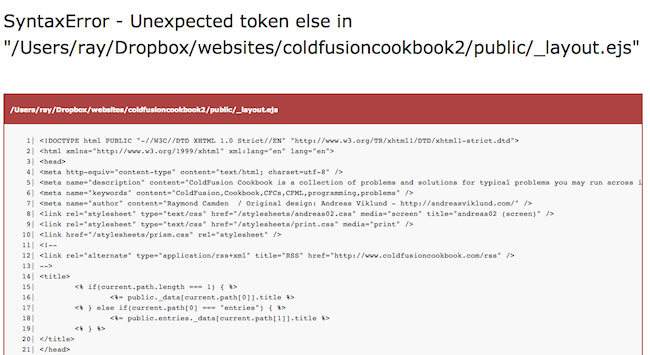 SyntaxError - Unexpected token else in
"/Users/ray/Dropbox/websites/coldfusioncookbook2/public/_layout.ejs"
/Users/ray/Dropbox/websites/coldfusioncookbook2/public/_layout.ejs
1| <!DOCTYPE html PUBLIC "-//W3C//DTD XHTML 1.0 Strict//EN" "http://www.w3.org/TR/xhtml1/DTD/xhtml1-strict.dtd">
2| <html xmlns="http://www.w3.org/1999/xhtml" xml:lang="en" lang="en">
3| <head>
4| <meta http-equiv="content-type" content="text/html; charset=utf-8" />
5| <meta name="description" content="ColdFusion Cookbook is a collection of problems and solutions for typical problems you may run across i
6| <meta name="keywords" content="ColdFusion,Cookbook,CFCs,CFML,programming,problems" />
7| <meta name="author" content="Raymond Camden  / Original design: Andreas Viklund - http://andreasviklund.com/" />
8| <link rel="stylesheet" type="text/css" href="/stylesheets/andreas02.css" media="screen" title="andreas02 (screen)" />
9| <link rel="stylesheet" type="text/css" href="/stylesheets/print.css" media="print" />
10| <link href="/stylesheets/prism.css" rel="stylesheet" />
11| <!--
12| <link rel="alternate" type="application/rss+xml" title="RSS" href="http://www.coldfusioncookbook.com/rss" />
13| -->
14| <title>
15| <% if(current.path.length === 1) { %>
16| <%= public._data[current.path[0]].title %>
17| <% } else if(current.path[0] === "entries") { %>
18| <%= public.entries._data[current.path[1]].title %>
19| <% } %>
20| </title>
21| </head>